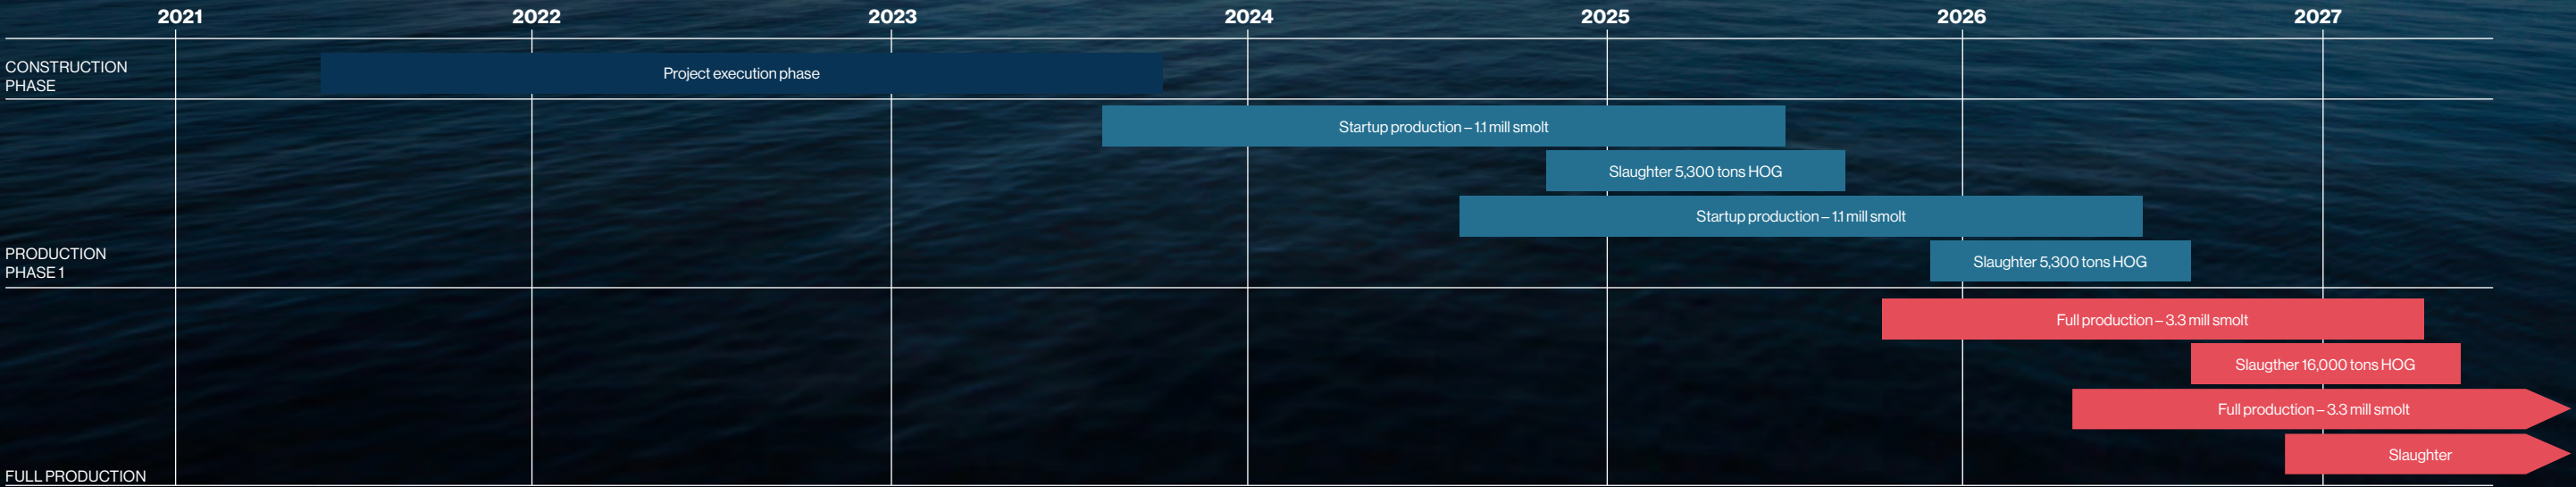 2021 2022 2023 2024 2025 2026 2027
CONSTRUCTION
PHASE
Project execution phase
Startup production – 1.1 mill smolt
Slaughter 5,300 tons HOG
Startup production – 1.1 mill smolt
PRODUCTION
PHASE 1
Slaughter 5,300 tons HOG
Full production – 3.3 mill smolt
Slaugther 16,000 tons HOG
Full production – 3.3 mill smolt
Slaughter
FULL PRODUCTION